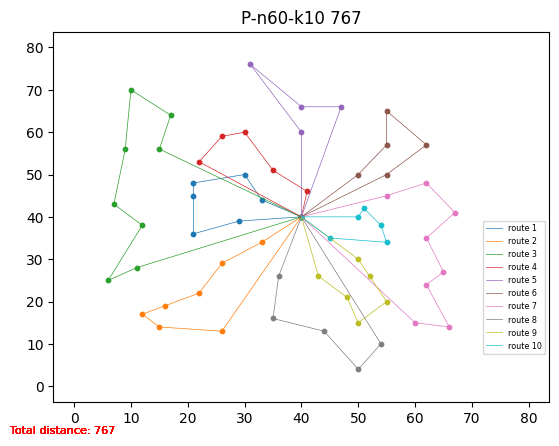 P-n60-k10 767
80
70
60
50
40
30
20
10
0
0 10 20 30 40 50 60 70 80
route 1
route 2
route 3
route 4
route 5
route 6
route 7
route 8
route 9
route 10
Total distance: 767